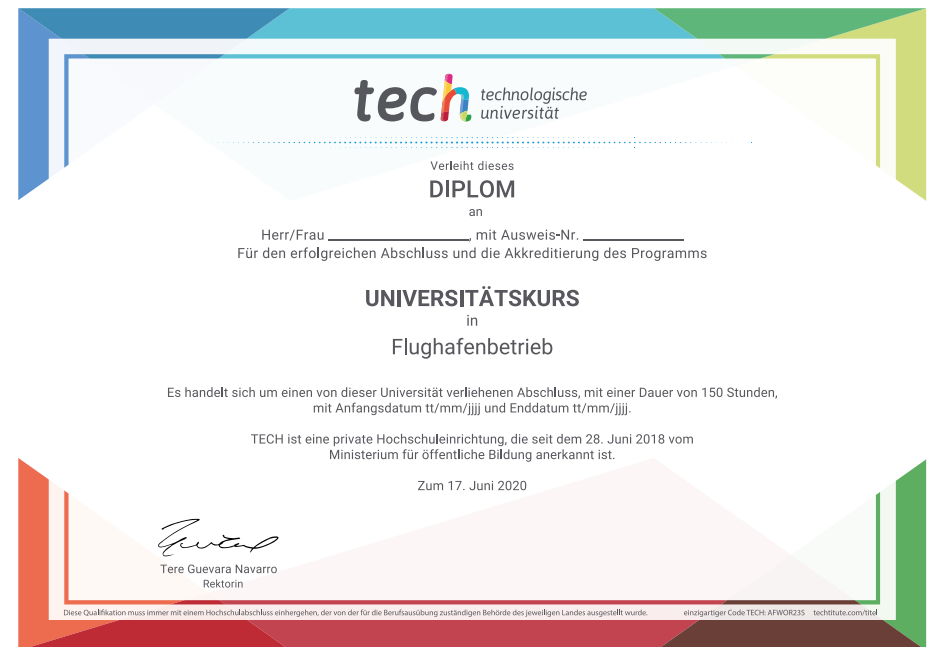 tech technologische
universität
Verleiht dieses
DIPLOM
an
Herr/Frau ____________________, mit Ausweis-Nr. ______________
Für den erfolgreichen Abschluss und die Akkreditierung des Programms
UNIVERSITÄTSKURS
in
Flughafenbetrieb
Es handelt sich um einen von dieser Universität verliehenen Abschluss, mit einer Dauer von 150 Stunden,
mit Anfangsdatum tt/mm/jjjj und Enddatum tt/mm/jjjj.
TECH ist eine private Hochschuleinrichtung, die seit dem 28. Juni 2018 vom
Ministerium für öffentliche Bildung anerkannt ist.
Zum 17. Juni 2020
Tere Guevara Navarro
Rektorin
Diese Qualifikation muss immer mit einem Hochschulabschluss einhergehen, der von der für die Berufsausübung zuständigen Behörde des jeweiligen Landes ausgestellt wurde. einzigartiger Code TECH: AFWOR23S techtitute.com/titel